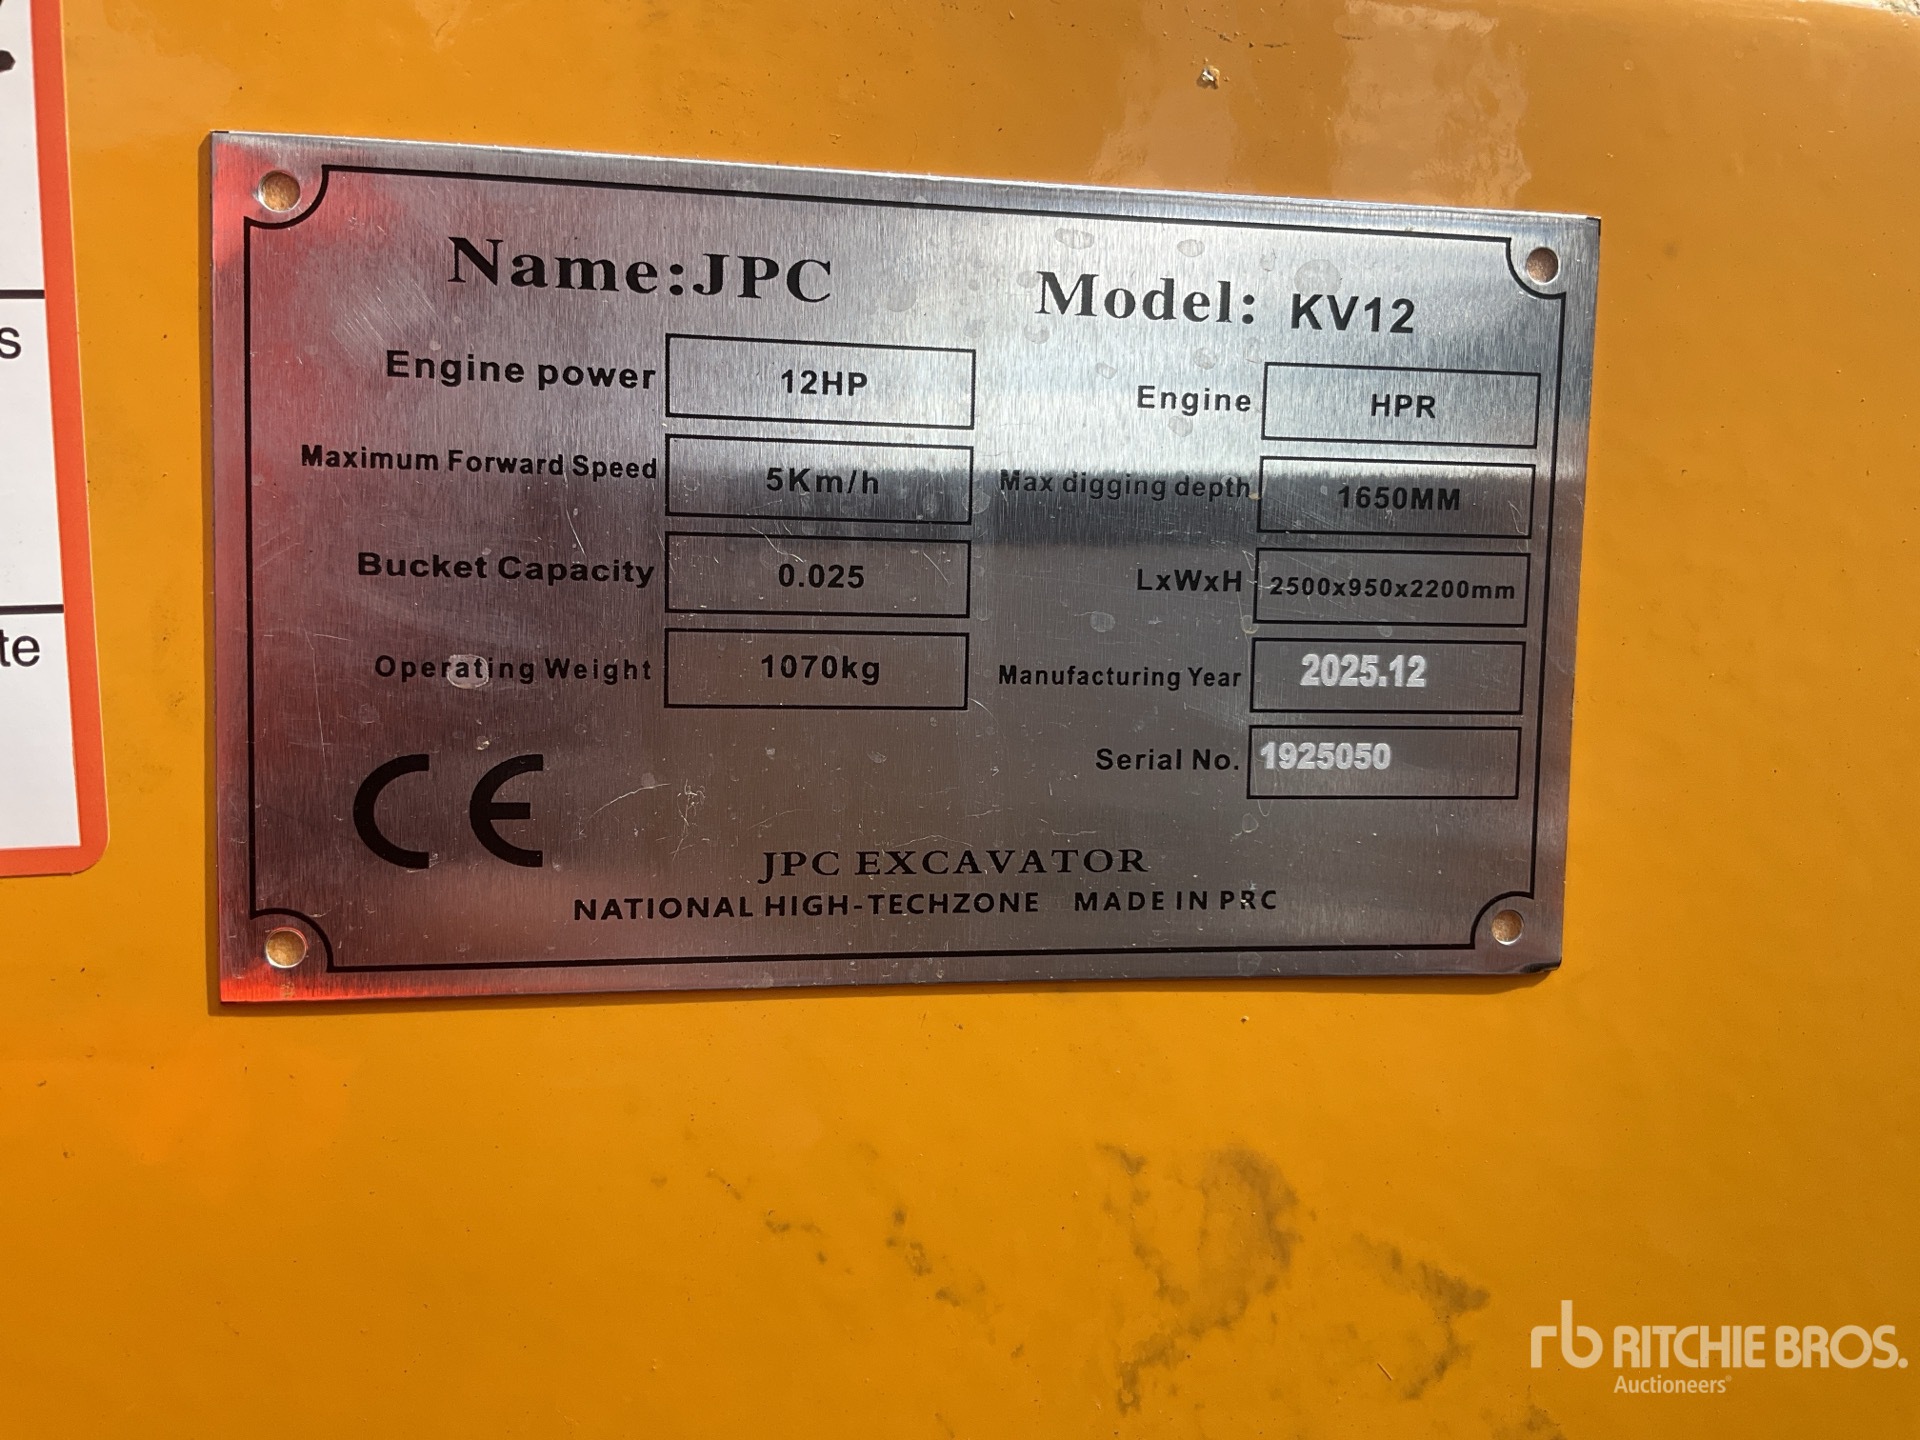 s
te
Name:JPC Model: KV12
Engine power 12HP Engine HPR
Maximum Forward Speed 5Km/h Max digging depth 1650MM
Bucket Capacity 0.025 LxWxH 2500x950x2200mm
Operating Weight 1070kg Manufacturing Year 2025.12
Serial No. 1925050
CE
JPC EXCAVATOR
NATIONAL HIGH-TECHZONE MADE IN PRC
rb RITCHIE BROS.
Auctioneers